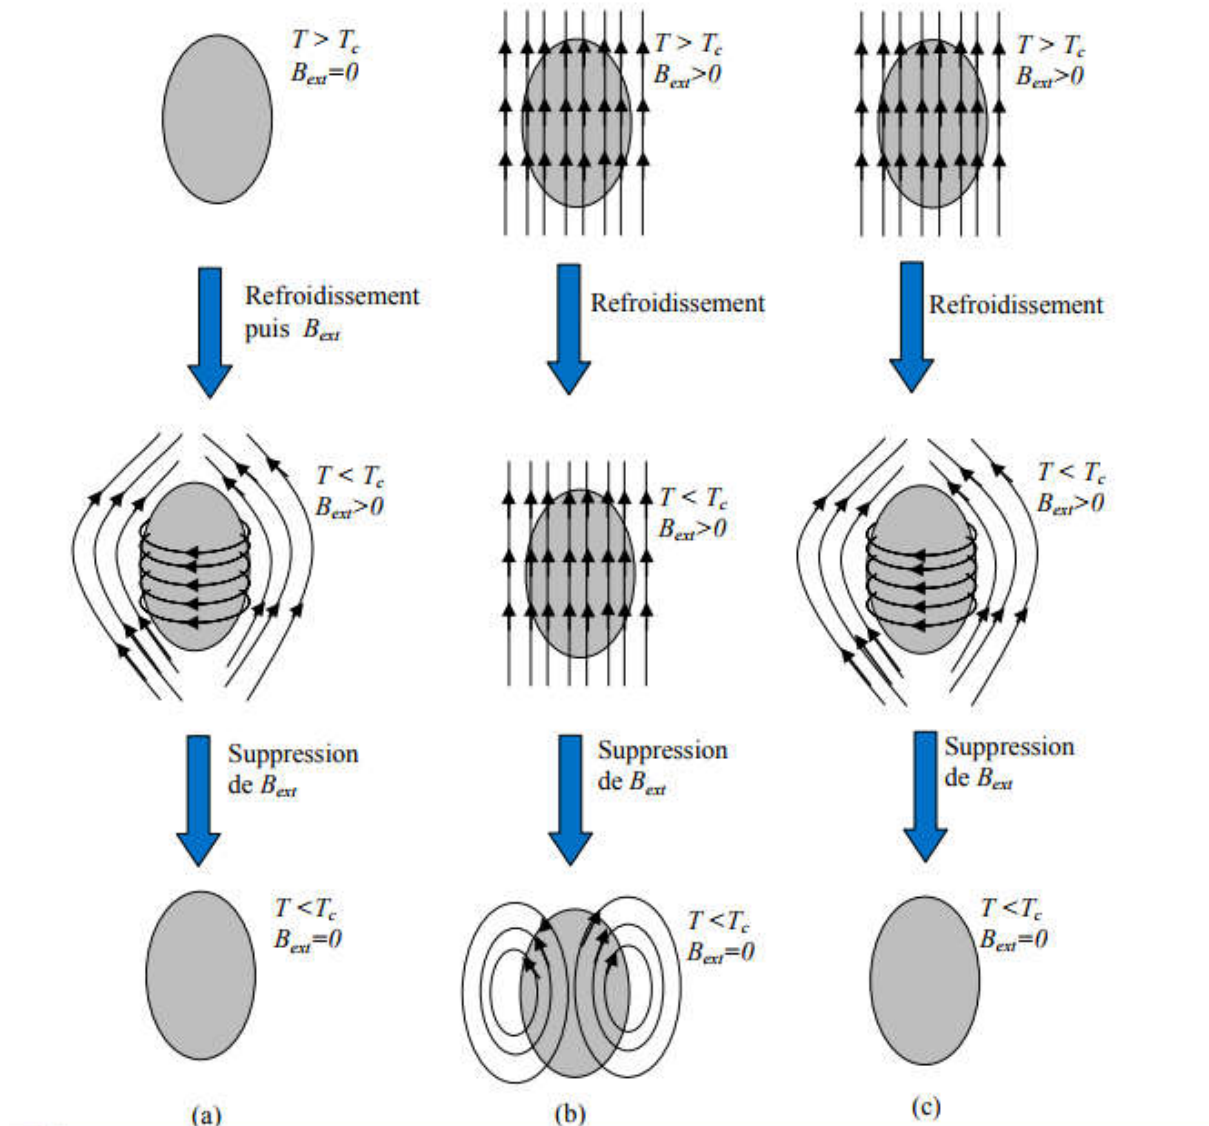 T > Tc
Bext=0
Refroidissement
puis Bext
T < Tc
Bext>0
Suppression
de Bext
T <Tc
Bext=0
(a)
T > Tc
Bext>0
Refroidissement
T < Tc
Bext>0
Suppression
de Bext
T <Tc
Bext=0
(b)
T > Tc
Bext>0
Refroidissement
T < Tc
Bext>0
Suppression
de Bext
T <Tc
Bext=0
(c)